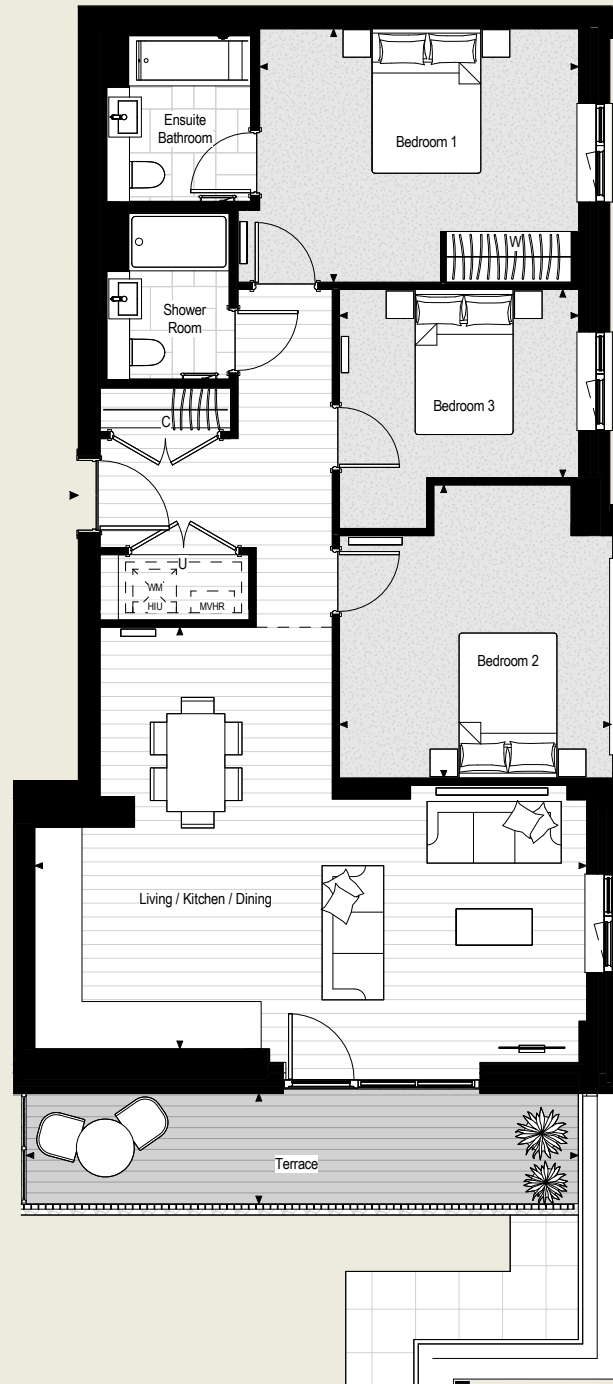 Ensuite
Bathroom
Bedroom 1
W
Shower
Room
Bedroom 3
C
U
WM
HIU
MVHR
Bedroom 2
Living / Kitchen / Dining
Terrace